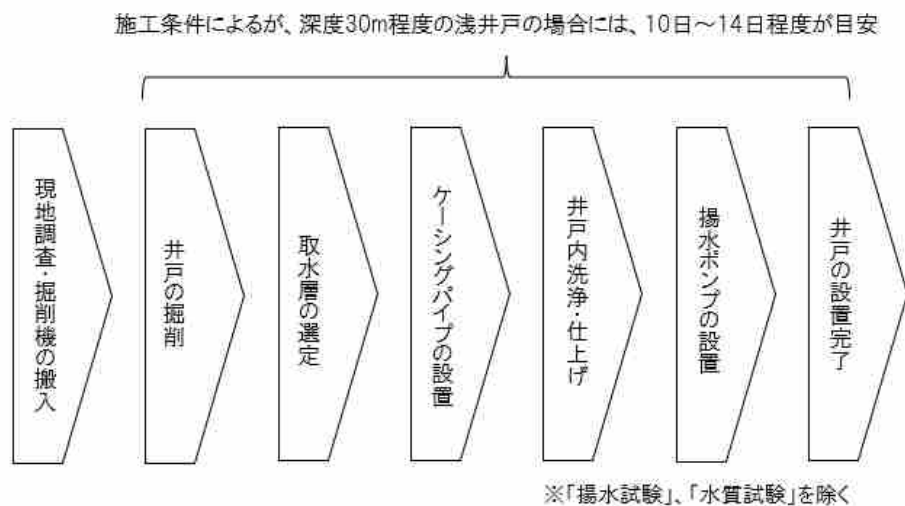 施工条件によるが、深度30m程度の浅井戸の場合には、10日～14日程度が目安
現地調査・掘削機の搬入
井戸の掘削
取水層の選定
ケーシングパイプの設置
井戸内洗浄・仕上げ
揚水ポンプの設置
井戸の設置完了
※「揚水試験」、「水質試験」を除く